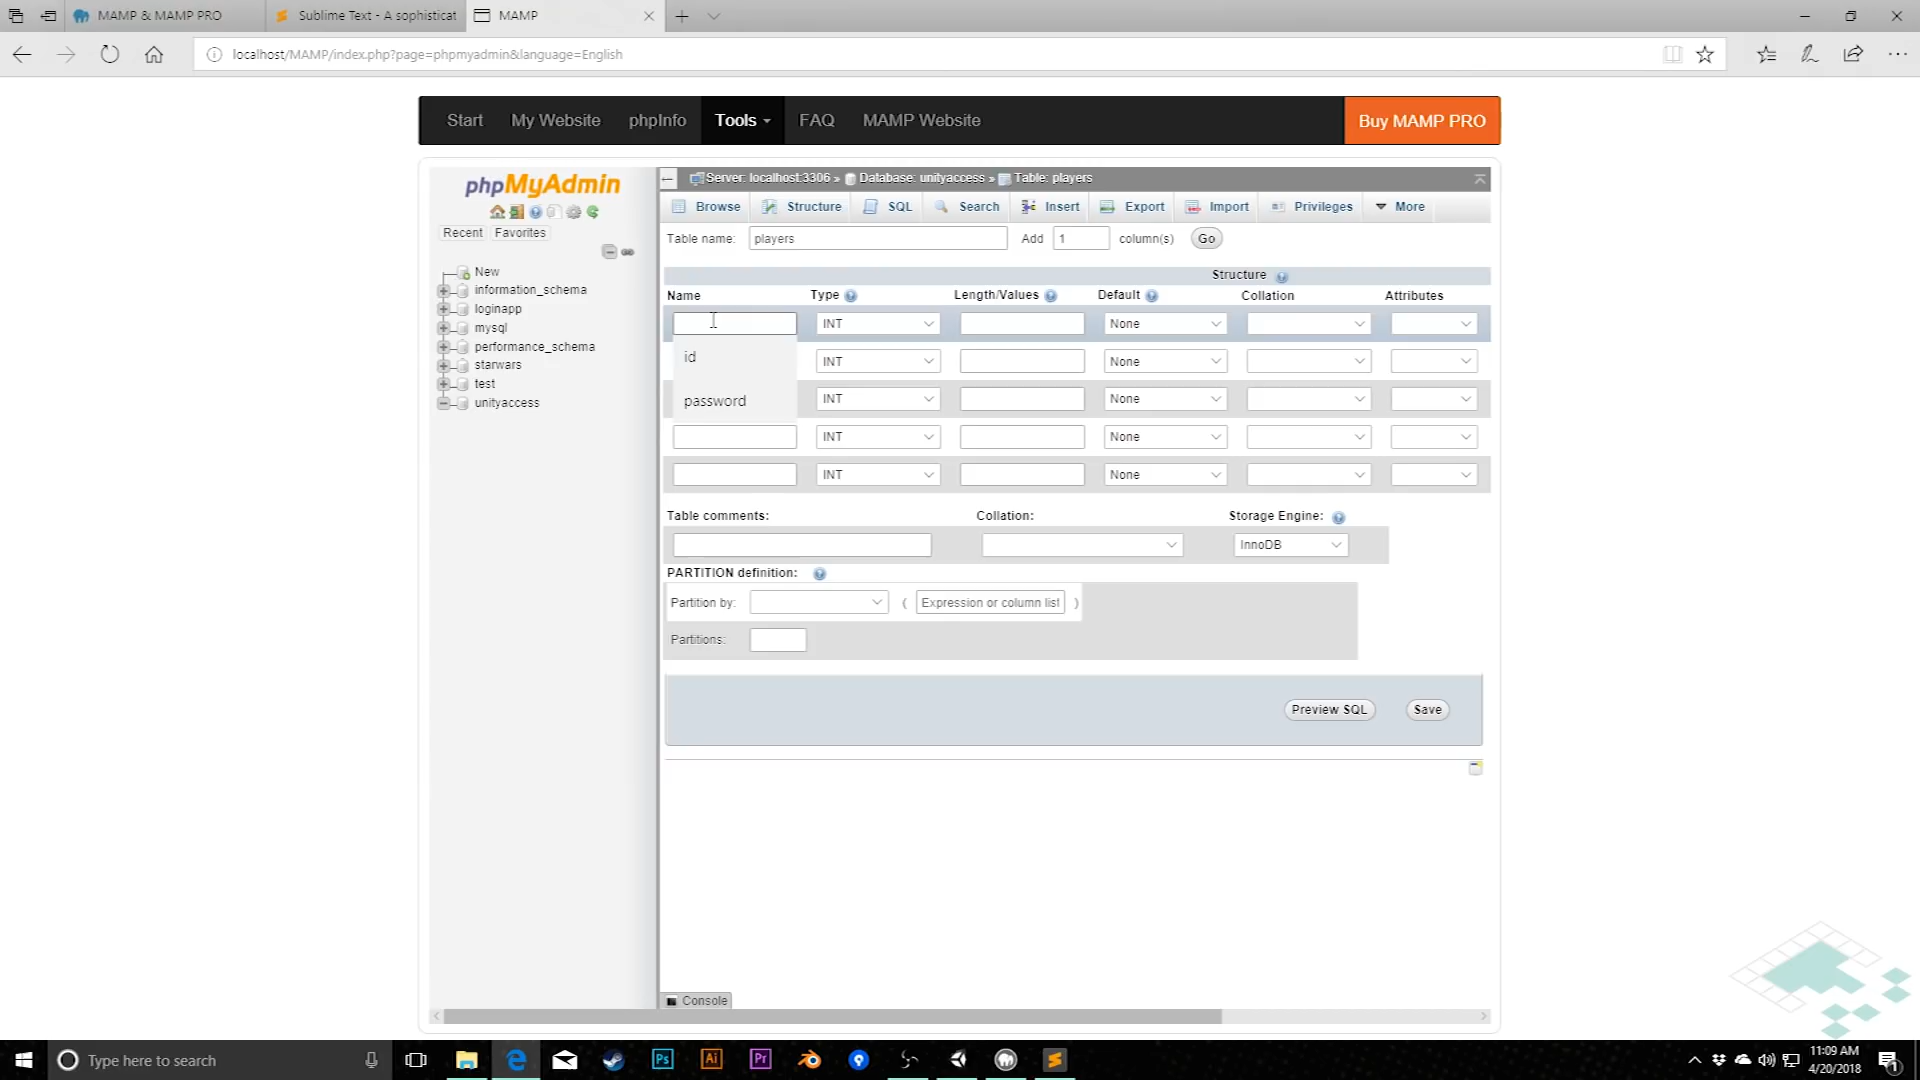 MAMP & MAMP PRO
Sublime Text - A sophisticat
MAMP
localhost/MAMP/index.php?page=phpmyadmin&language=English
Start My Website phpInfo Tools FAQ MAMP Website Buy MAMP PRO
phpMyAdmin
Recent Favorites
New
information_schema
loginapp
mysql
performance_schema
starwars
test
unityaccess
Server: localhost:3306 » Database: unityaccess » Table: players
Browse Structure SQL Search Insert Export Import Privileges More
Table name: players Add 1 column(s) Go
Structure
Name Type Length/Values Default Collation Attributes
INT None
id INT None
password INT None
INT None
INT None
Table comments: Collation: Storage Engine:
InnoDB
PARTITION definition:
Partition by: ( Expression or column list )
Partitions:
Preview SQL Save
Console
Type here to search
Ps Ai Pr
11:09 AM
4/20/2018
1